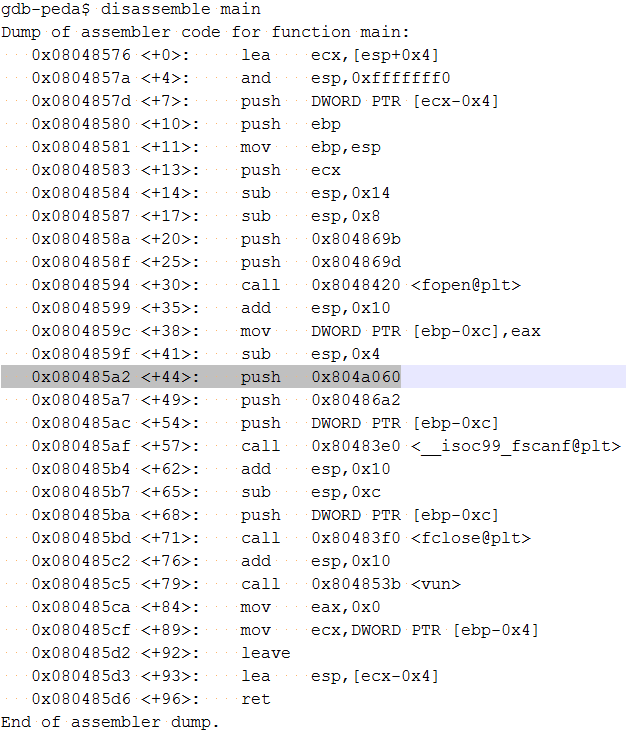 gdb-peda$ disassemble main
Dump of assembler code for function main:
   0x08048576 <+0>:     lea    ecx,[esp+0x4]
   0x0804857a <+4>:     and    esp,0xfffffff0
   0x0804857d <+7>:     push   DWORD PTR [ecx-0x4]
   0x08048580 <+10>:    push   ebp
   0x08048581 <+11>:    mov    ebp,esp
   0x08048583 <+13>:    push   ecx
   0x08048584 <+14>:    sub    esp,0x14
   0x08048587 <+17>:    sub    esp,0x8
   0x0804858a <+20>:    push   0x804869b
   0x0804858f <+25>:    push   0x804869d
   0x08048594 <+30>:    call   0x8048420 <fopen@plt>
   0x08048599 <+35>:    add    esp,0x10
   0x0804859c <+38>:    mov    DWORD PTR [ebp-0xc],eax
   0x0804859f <+41>:    sub    esp,0x4
   0x080485a2 <+44>:    push   0x804a060
   0x080485a7 <+49>:    push   0x80486a2
   0x080485ac <+54>:    push   DWORD PTR [ebp-0xc]
   0x080485af <+57>:    call   0x80483e0 <__isoc99_fscanf@plt>
   0x080485b4 <+62>:    add    esp,0x10
   0x080485b7 <+65>:    sub    esp,0xc
   0x080485ba <+68>:    push   DWORD PTR [ebp-0xc]
   0x080485bd <+71>:    call   0x80483f0 <fclose@plt>
   0x080485c2 <+76>:    add    esp,0x10
   0x080485c5 <+79>:    call   0x804853b <vun>
   0x080485ca <+84>:    mov    eax,0x0
   0x080485cf <+89>:    mov    ecx,DWORD PTR [ebp-0x4]
   0x080485d2 <+92>:    leave
   0x080485d3 <+93>:    lea    esp,[ecx-0x4]
   0x080485d6 <+96>:    ret
End of assembler dump.